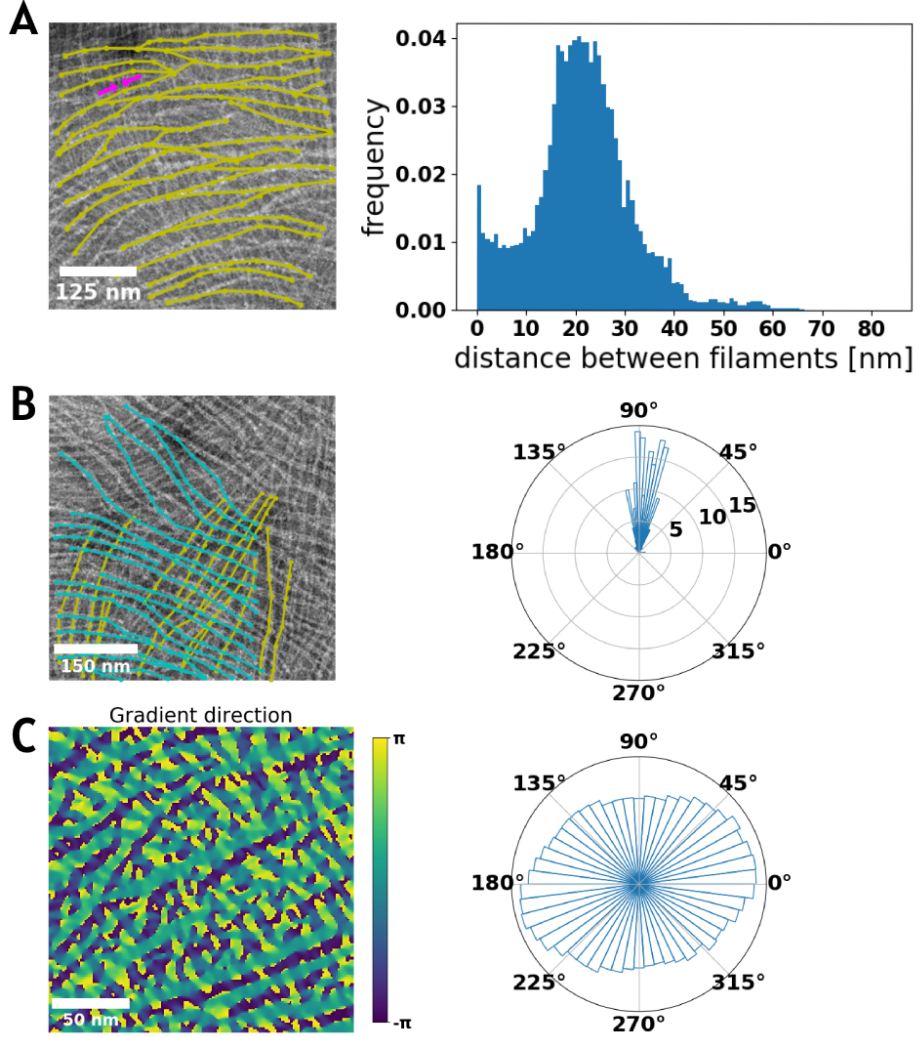 A
125 nm
frequency
0.04
0.03
0.02
0.01
0.00
0 10 20 30 40 50 60 70 80
distance between filaments [nm]
B
150 nm
90°
135° 45°
5 10 15
180° 0°
225° 315°
270°
Gradient direction
C
π
-π
50 nm
90°
135° 45°
180° 0°
225° 315°
270°